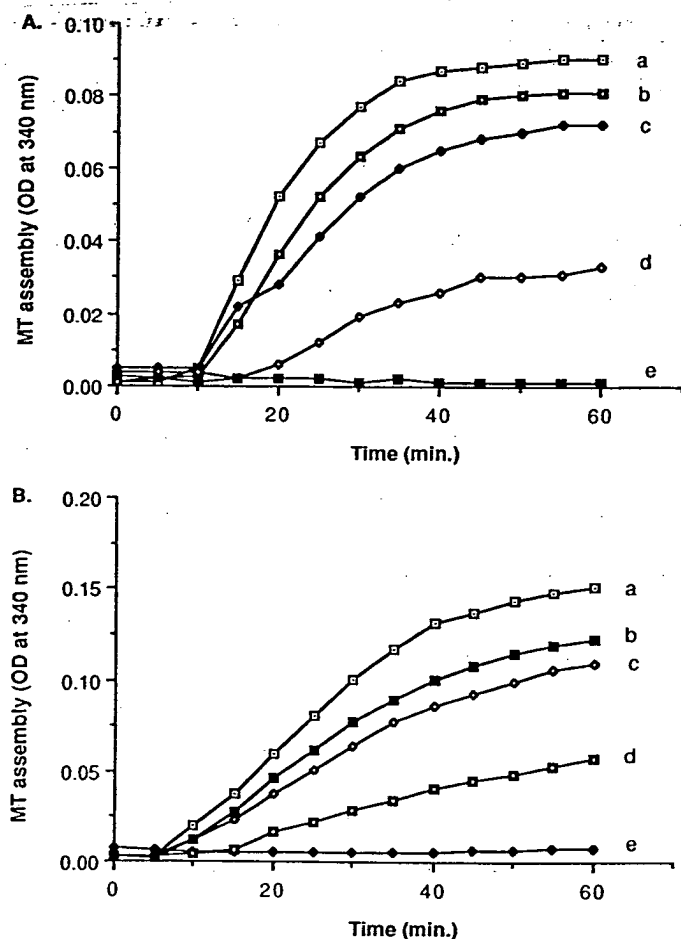 A.
0.10
0.08
0.06
0.04
0.02
0.00
MT assembly (OD at 340 nm)
a
b
c
d
e
0
20
40
60
Time (min.)
B.
0.20
0.15
0.10
0.05
0.00
MT assembly (OD at 340 nm)
a
b
c
d
e
0
20
40
60
Time (min.)